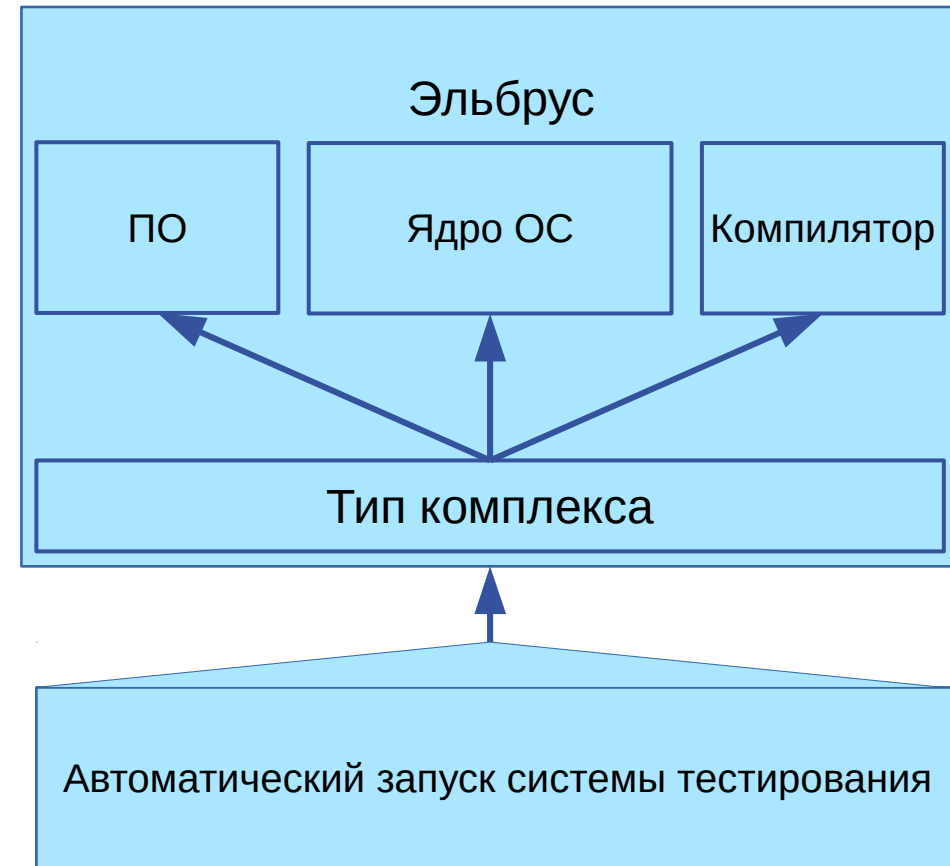 Эльбрус
ПО
Ядро ОС
Компилятор
Тип комплекса
Автоматический запуск системы тестирования